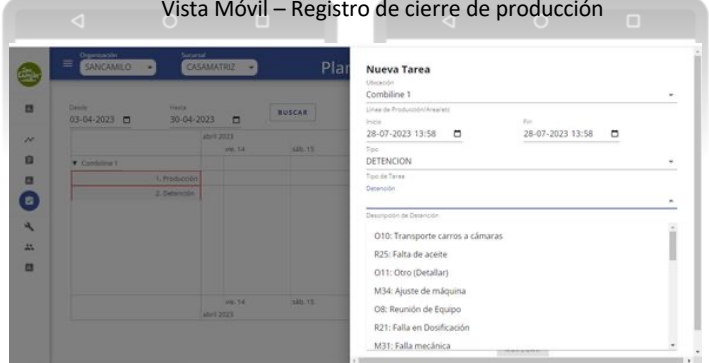 Vista Móvil – Registro de cierre de producción
Organización
SANCAMILO
Sucursal
CASAMATRIZ
Plan
Desde
03-04-2023
Hasta
30-04-2023
BUSCAR
abril 2023
vie. 14
sáb. 15
Combiline 1
1. Producción
2. Detención
vie. 14
sáb. 15
abril 2023
Nueva Tarea
Ubicación
Combiline 1
Línea de Producción(Area(et)
Inicio
28-07-2023 13:58
Fin
28-07-2023 13:58
Tipo
DETENCION
Tipo de Tarea
Detención
Descripción de Detención
O10: Transporte carros a cámaras
R25: Falta de aceite
O11: Otro (Detallar)
M34: Ajuste de máquina
O8: Reunión de Equipo
R21: Falla en Dosificación
M31: Falla mecánica